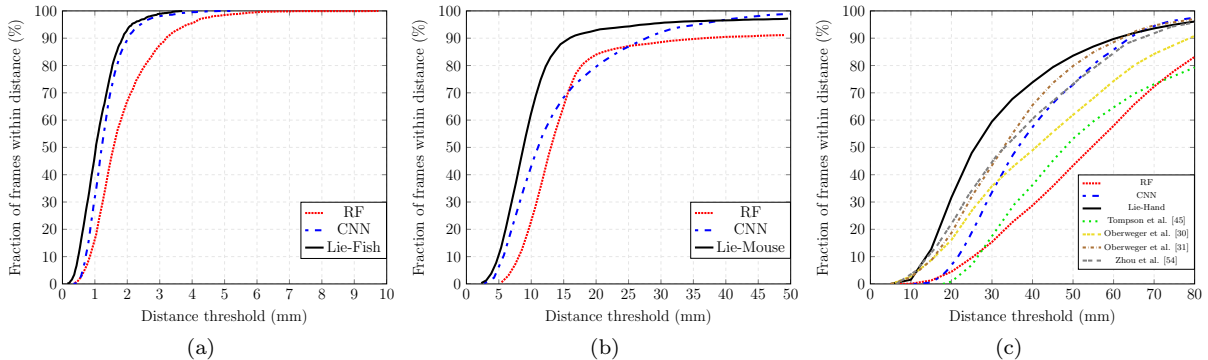 Fraction of frames within distance (%)
100
90
80
70
60
50
40
30
20
10
0
0 1 2 3 4 5 6 7 8 9 10
Distance threshold (mm)
RF
CNN
Lie-Fish
(a)
Fraction of frames within distance (%)
100
90
80
70
60
50
40
30
20
10
0
0 5 10 15 20 25 30 35 40 45 50
Distance threshold (mm)
RF
CNN
Lie-Mouse
(b)
Fraction of frames within distance (%)
100
90
80
70
60
50
40
30
20
10
0
0 10 20 30 40 50 60 70 80
Distance threshold (mm)
RF
CNN
Lie-Hand
Tompson et al. [45]
Oberweger et al. [30]
Oberweger et al. [31]
Zhou et al. [54]
(c)